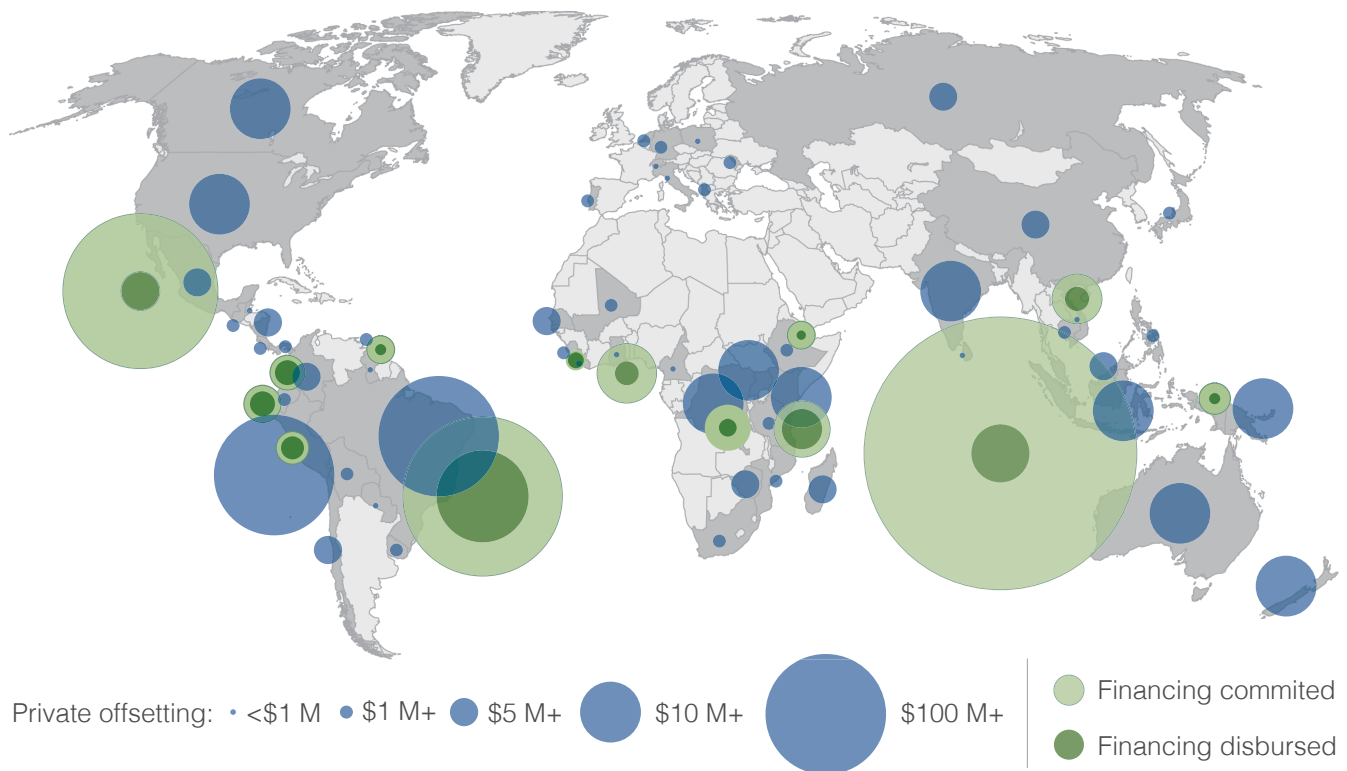 Private offsetting: <$1 M $1 M+ $5 M+ $10 M+ $100 M+
Financing commited
Financing disbursed